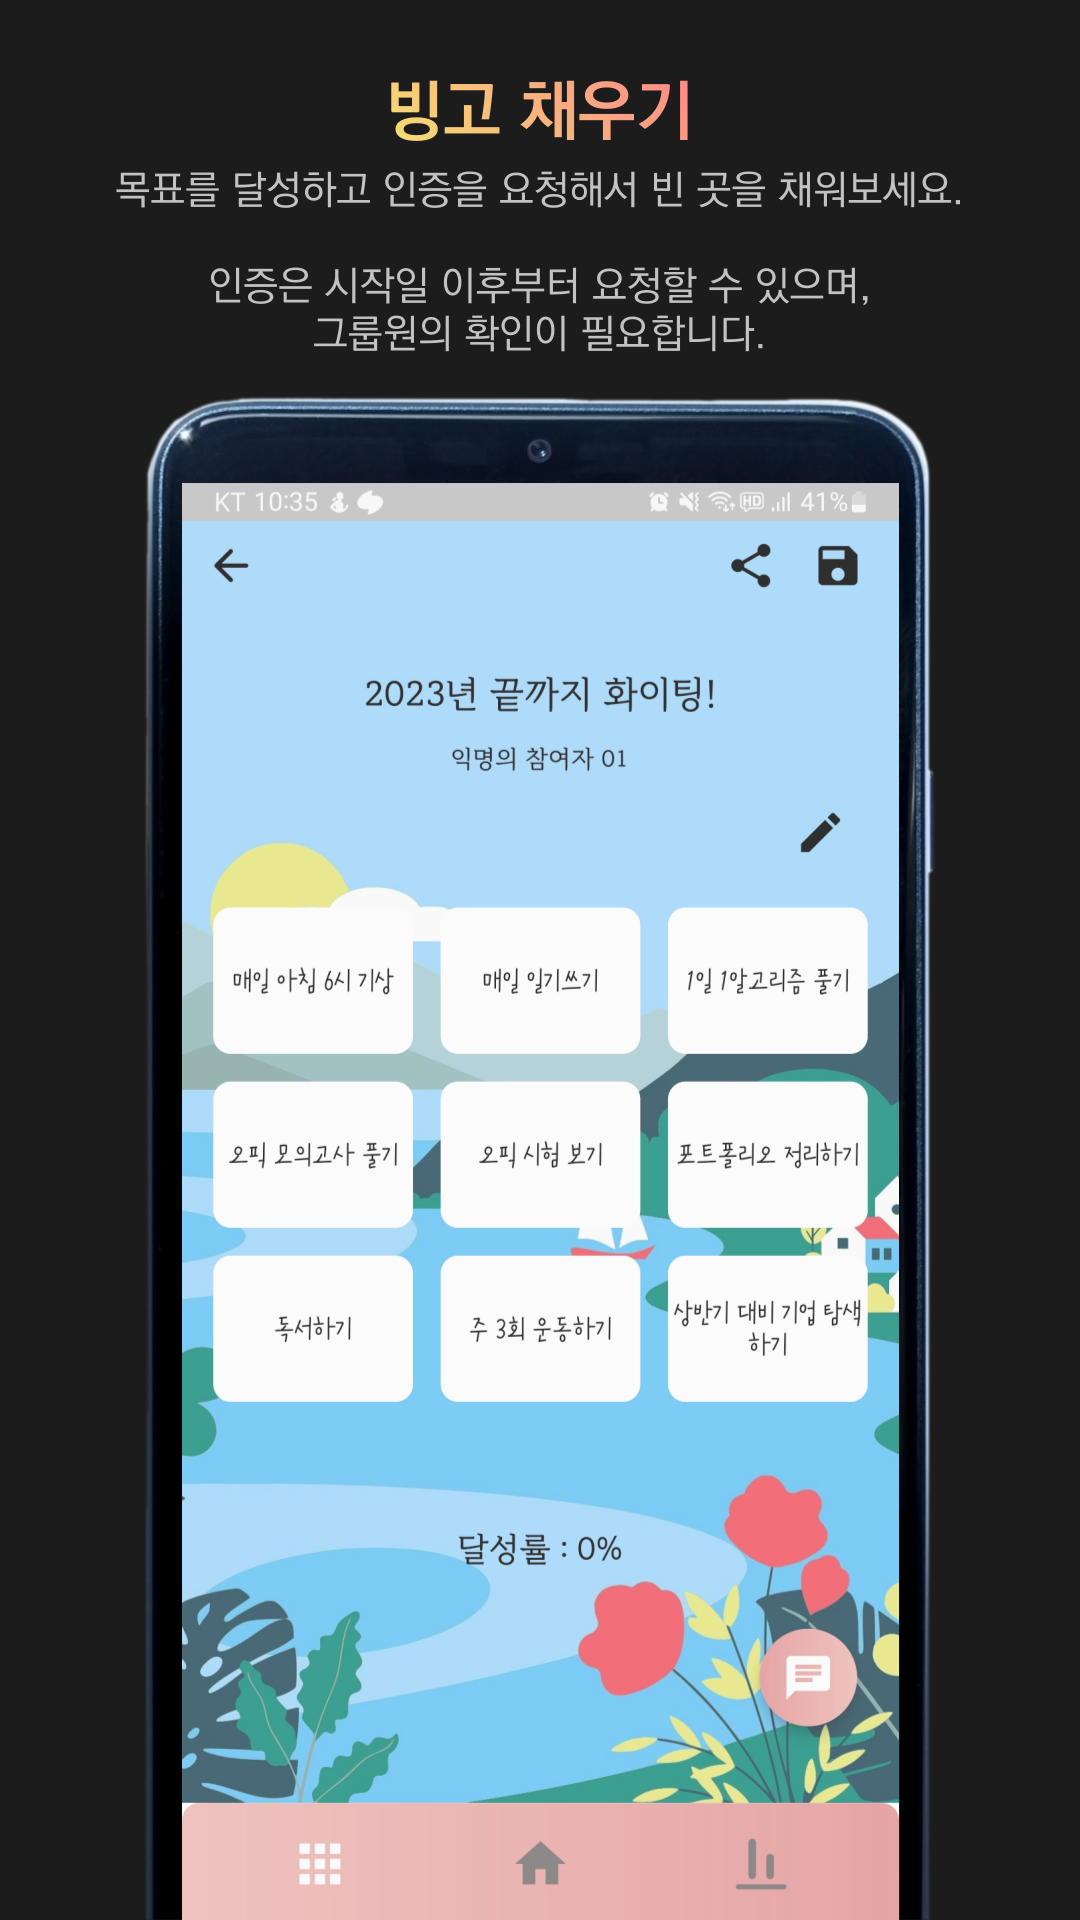 빙고 채우기
목표를 달성하고 인증을 요청해서 빈 곳을 채워보세요.
인증은 시작일 이후부터 요청할 수 있으며,
그룹원의 확인이 필요합니다.
KT 10:35 HD 41%
2023년 끝까지 화이팅!
익명의 참여자 01
매일 아침 6시 기상
매일 일기쓰기
1일 1알고리즘 풀기
오픽 모의고사 풀기
오픽 시험 보기
포트폴리오 정리하기
독서하기
주 3회 운동하기
상반기 대비 기업 탐색
하기
달성률 : 0%